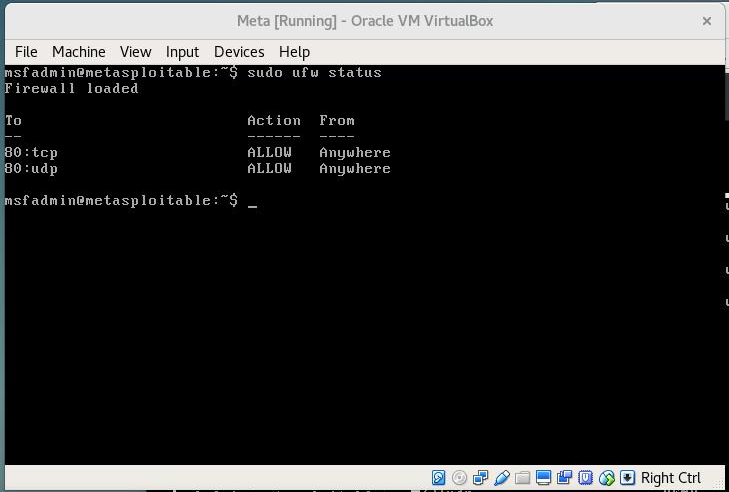 Meta [Running] - Oracle VM VirtualBox
File Machine View Input Devices Help
msfadmin@metasploitable:~$ sudo ufw status
Firewall loaded
To Action From
-- ------ ----
80:tcp ALLOW Anywhere
80:udp ALLOW Anywhere
msfadmin@metasploitable:~$ _
Right Ctrl